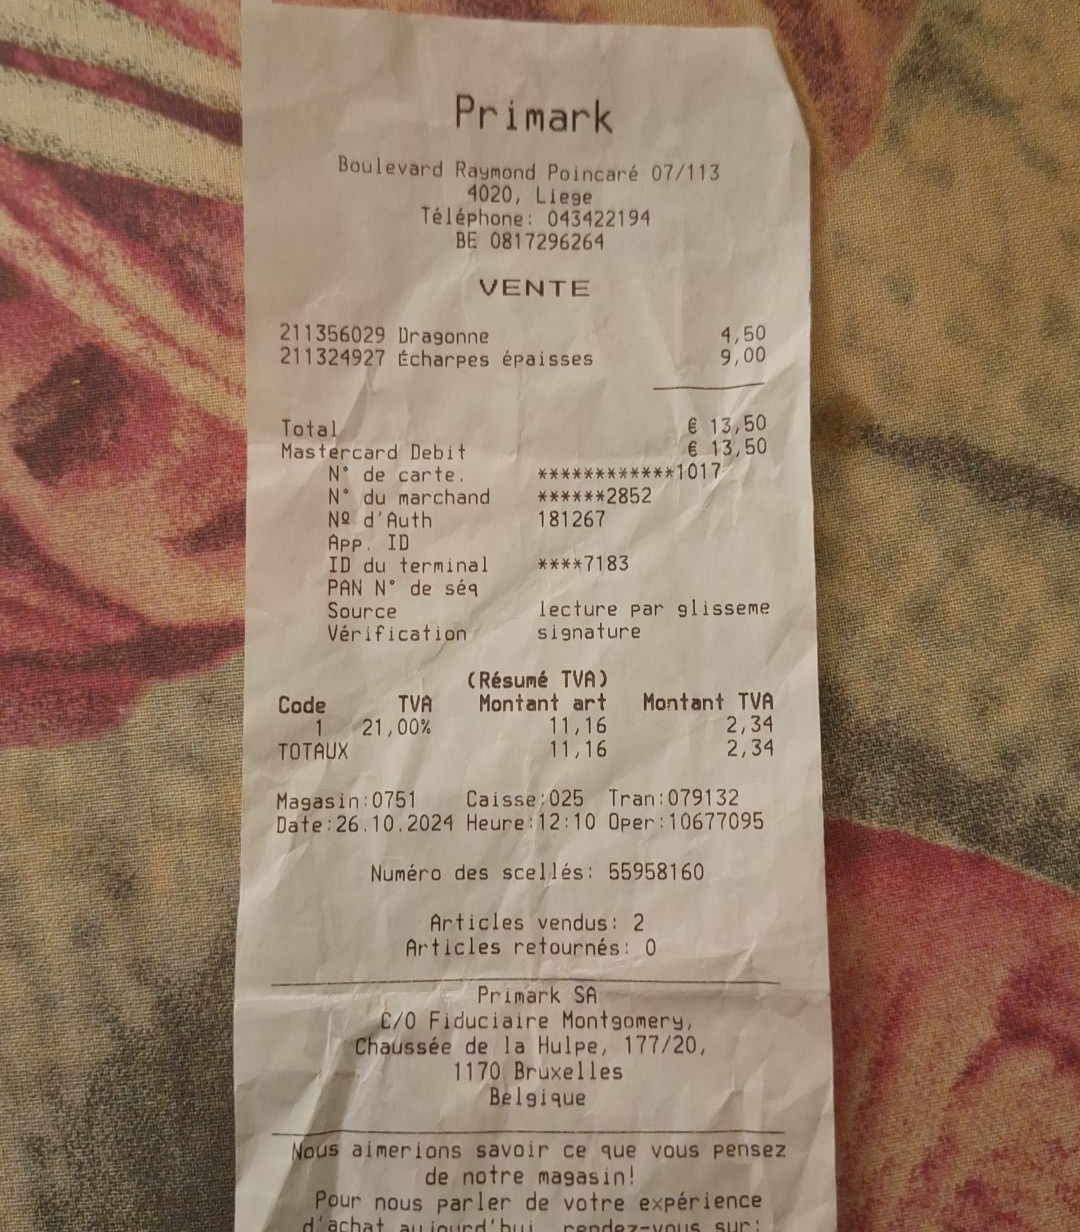 Primark
Boulevard Raymond Poincaré 07/113
4020, Liege
Téléphone: 043422194
BE 0817296264
VENTE
211356029 Dragonne 4,50
211324927 Écharpes épaisses 9,00
Total € 13,50
Mastercard Debit € 13,50
N° de carte. ************1017
N° du marchand ******2852
Nº d'Auth 181267
App. ID
ID du terminal ****7183
PAN N° de séq
Source lecture par glisseme
Vérification signature
(Résumé TVA)
Code TVA Montant art Montant TVA
1 21,00% 11,16 2,34
TOTAUX 11,16 2,34
Magasin:0751 Caisse:025 Tran:079132
Date:26.10.2024 Heure:12:10 Oper:10677095
Numéro des scellés: 55958160
Articles vendus: 2
Articles retournés: 0
Primark SA
C/O Fiduciaire Montgomery,
Chaussée de la Hulpe, 177/20,
1170 Bruxelles
Belgique
Nous aimerions savoir ce que vous pensez
de notre magasin!
Pour nous parler de votre expérience
d'achat aujourd'hui, rendez-vous sur: